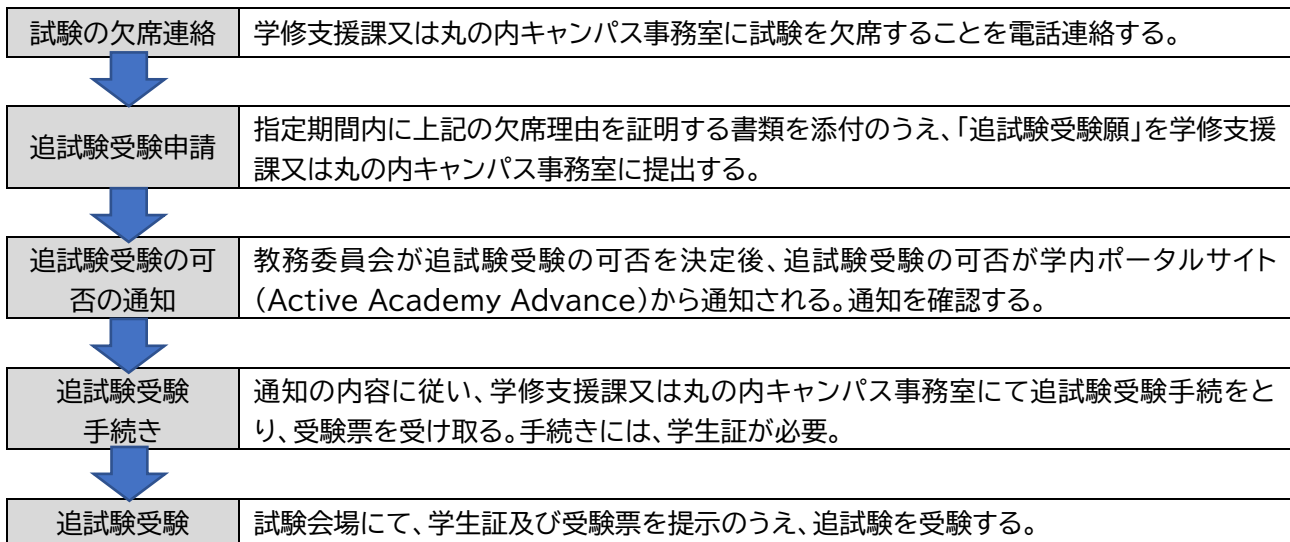 試験の欠席連絡
学修支援課又は丸の内キャンパス事務室に試験を欠席することを電話連絡する。
追試験受験申請
指定期間内に上記の欠席理由を証明する書類を添付のうえ、「追試験受験願」を学修支援
課又は丸の内キャンパス事務室に提出する。
追試験受験の可
否の通知
教務委員会が追試験受験の可否を決定後、追試験受験の可否が学内ポータルサイト
(Active Academy Advance)から通知される。通知を確認する。
追試験受験
手続き
通知の内容に従い、学修支援課又は丸の内キャンパス事務室にて追試験受験手続をと
り、受験票を受け取る。手続きには、学生証が必要。
追試験受験
試験会場にて、学生証及び受験票を提示のうえ、追試験を受験する。